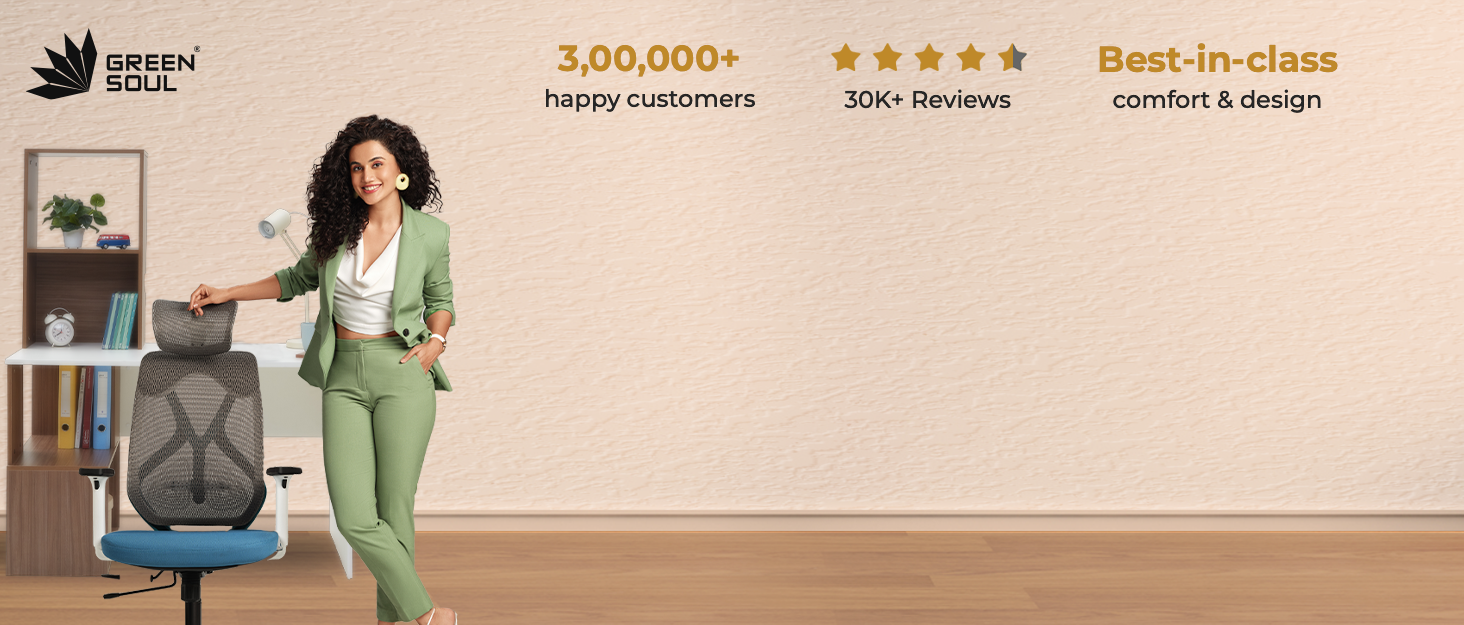 GREEN
SOUL®
3,00,000+
happy customers
30K+ Reviews
Best-in-class
comfort & design